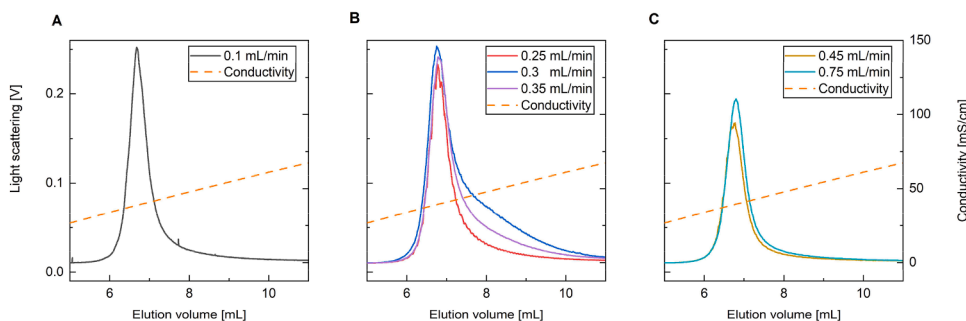 A
B
C
0.1 mL/min
Conductivity
0.25 mL/min
0.3 mL/min
0.35 mL/min
Conductivity
0.45 mL/min
0.75 mL/min
Conductivity
Light scattering [V]
0.2
0.1
0.0
150
100
50
0
Conductivity [mS/cm]
6 8 10
6 8 10
6 8 10
Elution volume [mL]
Elution volume [mL]
Elution volume [mL]